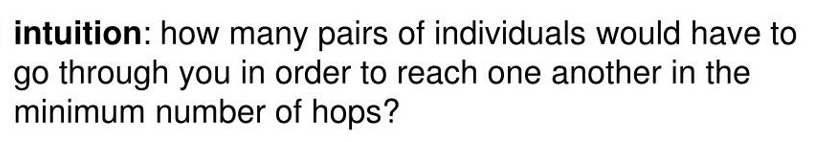 intuition: how many pairs of individuals would have to
go through you in order to reach one another in the
minimum number of hops?